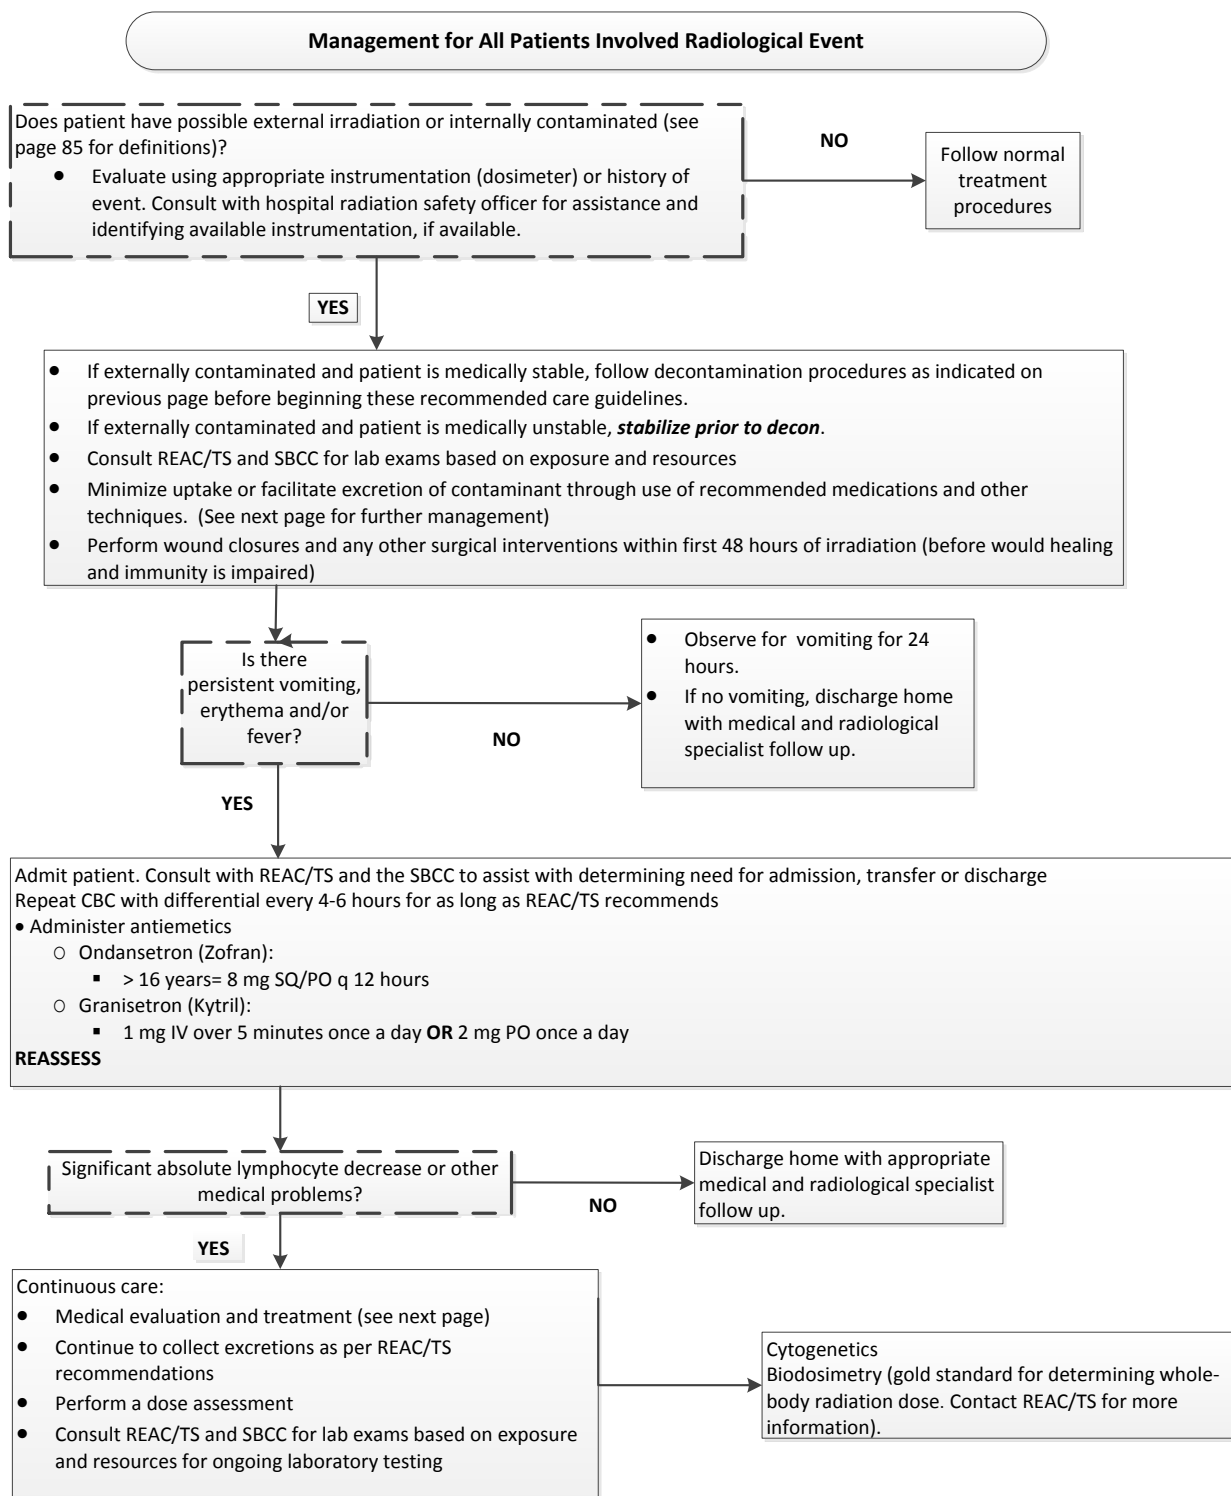 Management for All Patients Involved Radiological Event
Does patient have possible external irradiation or internally contaminated (see
page 85 for definitions)?
● Evaluate using appropriate instrumentation (dosimeter) or history of
event. Consult with hospital radiation safety officer for assistance and
identifying available instrumentation, if available.
NO
Follow normal
treatment
procedures
YES
● If externally contaminated and patient is medically stable, follow decontamination procedures as indicated on
previous page before beginning these recommended care guidelines.
● If externally contaminated and patient is medically unstable, stabilize prior to decon.
● Consult REAC/TS and SBCC for lab exams based on exposure and resources
● Minimize uptake or facilitate excretion of contaminant through use of recommended medications and other
techniques. (See next page for further management)
● Perform wound closures and any other surgical interventions within first 48 hours of irradiation (before would healing
and immunity is impaired)
Is there
persistent vomiting,
erythema and/or
fever?
NO
● Observe for vomiting for 24
hours.
● If no vomiting, discharge home
with medical and radiological
specialist follow up.
YES
Admit patient. Consult with REAC/TS and the SBCC to assist with determining need for admission, transfer or discharge
Repeat CBC with differential every 4-6 hours for as long as REAC/TS recommends
• Administer antiemetics
○ Ondansetron (Zofran):
▪ > 16 years= 8 mg SQ/PO q 12 hours
○ Granisetron (Kytril):
▪ 1 mg IV over 5 minutes once a day OR 2 mg PO once a day
REASSESS
Significant absolute lymphocyte decrease or other
medical problems?
NO
Discharge home with appropriate
medical and radiological specialist
follow up.
YES
Continuous care:
● Medical evaluation and treatment (see next page)
● Continue to collect excretions as per REAC/TS
recommendations
● Perform a dose assessment
● Consult REAC/TS and SBCC for lab exams based on exposure
and resources for ongoing laboratory testing
Cytogenetics
Biodosimetry (gold standard for determining whole-
body radiation dose. Contact REAC/TS for more
information).